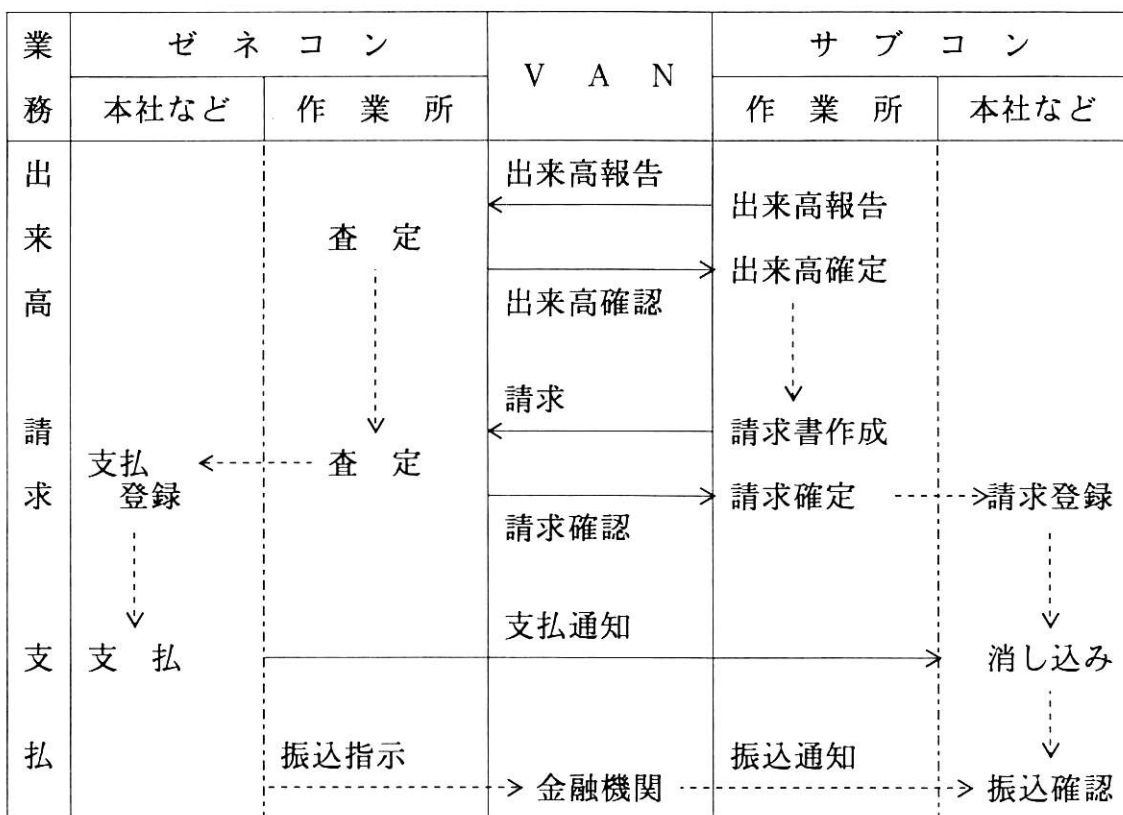 業務
ゼネコン
VAN
サブコン
本社など
作業所
作業所
本社など
出来高
出来高報告
出来高報告
査定
出来高確定
出来高確認
請求
請求
請求書作成
支払登録
査定
請求確定
請求登録
請求確認
支払
支払通知
支払
消し込み
振込指示
振込通知
金融機関
振込確認